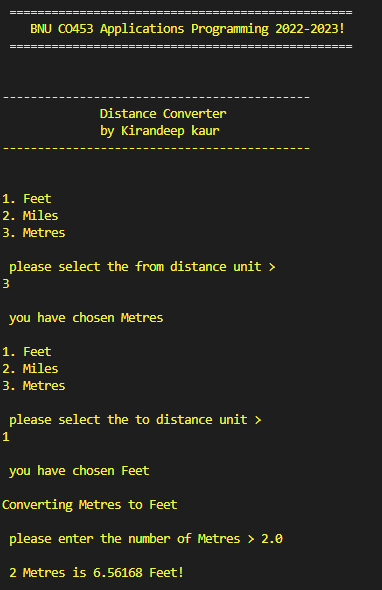 =================================================
BNU CO453 Applications Programming 2022-2023!
=================================================
--------------------------------------------
Distance Converter
by Kirandeep kaur
--------------------------------------------
1. Feet
2. Miles
3. Metres
please select the from distance unit >
3
you have chosen Metres
1. Feet
2. Miles
3. Metres
please select the to distance unit >
1
you have chosen Feet
Converting Metres to Feet
please enter the number of Metres > 2.0
2 Metres is 6.56168 Feet!